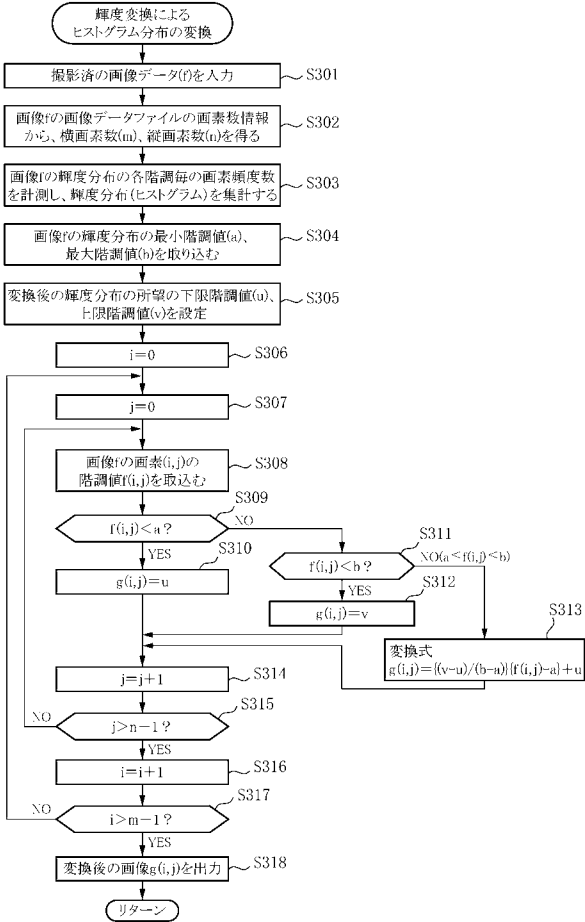 輝度変換による
ヒストグラム分布の変換
撮影済の画像データ(f)を入力
S301
画像fの画像データファイルの画素数情報
から、横画素数(m)、縦画素数(n)を得る
S302
画像fの輝度分布の各階調毎の画素頻度数
を計測し、輝度分布(ヒストグラム)を集計する
S303
画像fの輝度分布の最小階調値(a)、
最大階調値(b)を取り込む
S304
変換後の輝度分布の所望の下限階調値(u)、
上限階調値(v)を設定
S305
i=0
S306
j=0
S307
画像fの画素(i,j)の
階調値f(i,j)を取込む
S308
f(i,j)<a?
S309
NO
YES
g(i,j)=u
S310
f(i,j)<b?
S311
NO(a<f(i,j)<b)
YES
g(i,j)=v
S312
変換式
g(i,j)={(v-u)/(b-a)}{f(i,j)-a}+u
S313
j=j+1
S314
j>n-1?
S315
NO
YES
i=i+1
S316
i>m-1?
S317
NO
YES
変換後の画像g(i,j)を出力
S318
リターン